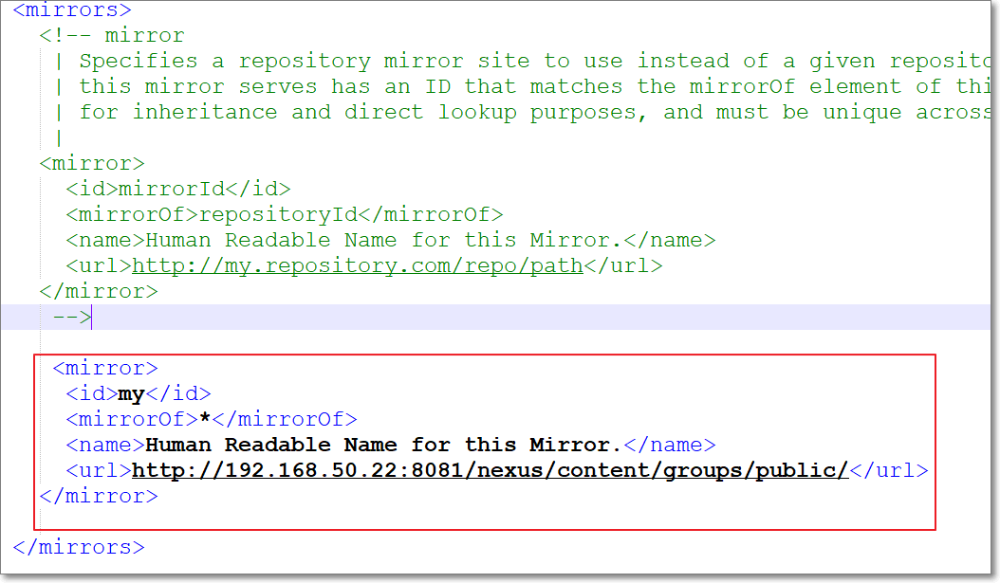 <mirrors>
<!-- mirror
| Specifies a repository mirror site to use instead of a given
| this mirror serves has an ID that matches the mirrorOf element of
| for inheritance and direct lookup purposes, and must be unique across
|
<mirror>
<id>mirrorId</id>
<mirrorOf>repositoryId</mirrorOf>
<name>Human Readable Name for this Mirror.</name>
<url>http://my.repository.com/repo/path</url>
</mirror>
-->
<mirror>
<id>my</id>
<mirrorOf>*</mirrorOf>
<name>Human Readable Name for this Mirror.</name>
<url>http://192.168.50.22:8081/nexus/content/groups/public/</url>
</mirror>
</mirrors>